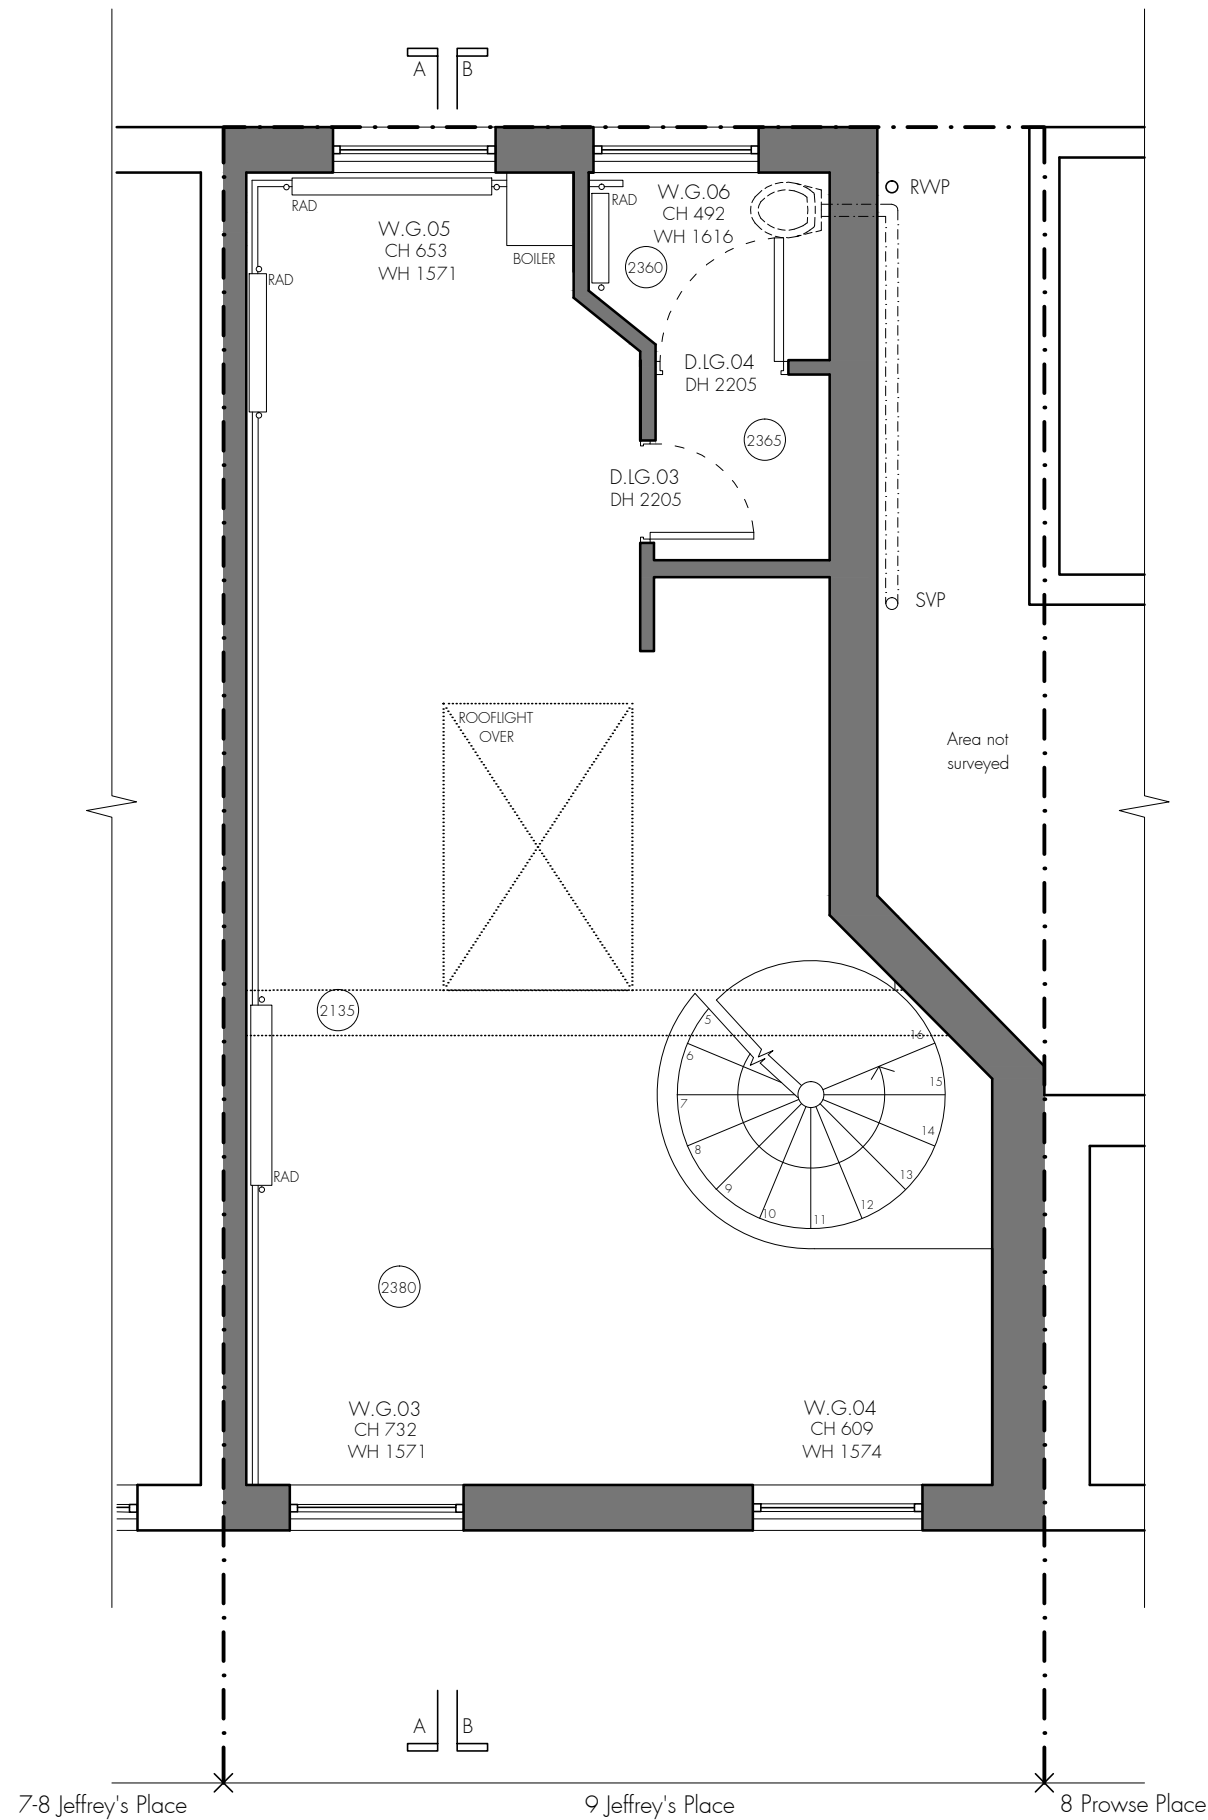 A B
RWP
RAD
W.G.05
CH 653
WH 1571
BOILER
RAD
W.G.06
CH 492
WH 1616
RAD
2360
D.LG.04
DH 2205
2365
D.LG.03
DH 2205
SVP
ROOFLIGHT
OVER
Area not
surveyed
2135
5
6
7
8
9
10
11
12
13
14
15
16
RAD
2380
W.G.03
CH 732
WH 1571
W.G.04
CH 609
WH 1574
A B
7-8 Jeffrey's Place
9 Jeffrey's Place
8 Prowse Place